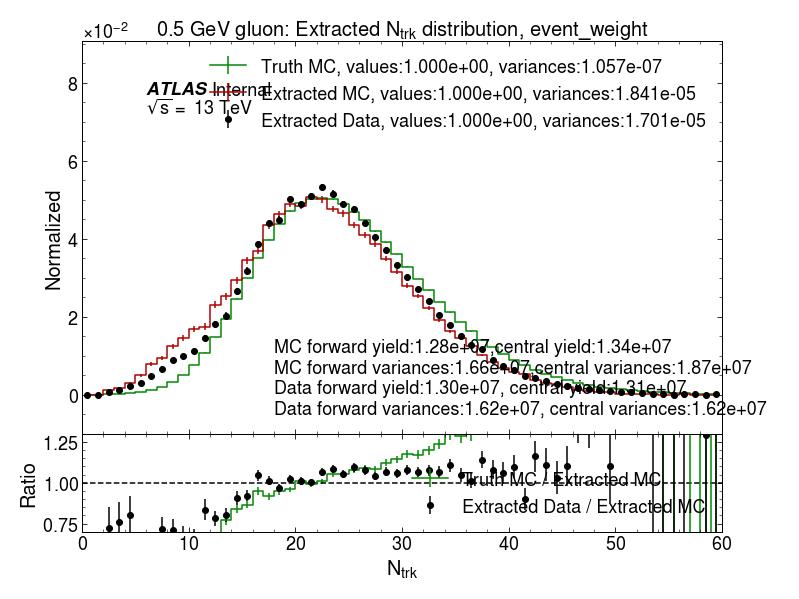 ×10⁻² 0.5 GeV gluon: Extracted Nₜᵣₖ distribution, event_weight
Truth MC, values:1.000e+00, variances:1.057e-07
ATLAS Internal
Extracted MC, values:1.000e+00, variances:1.841e-05
√s = 13 TeV
Extracted Data, values:1.000e+00, variances:1.701e-05
8
6
4
2
0
Normalized
MC forward yield:1.28e+07,central yield:1.34e+07
MC forward variances:1.66e+07,central variances:1.87e+07
Data forward yield:1.30e+07, central yield:1.31e+07
Data forward variances:1.62e+07, central variances:1.62e+07
1.25
1.00
0.75
Ratio
Truth MC / Extracted MC
Extracted Data / Extracted MC
0 10 20 30 40 50 60
Nₜᵣₖ